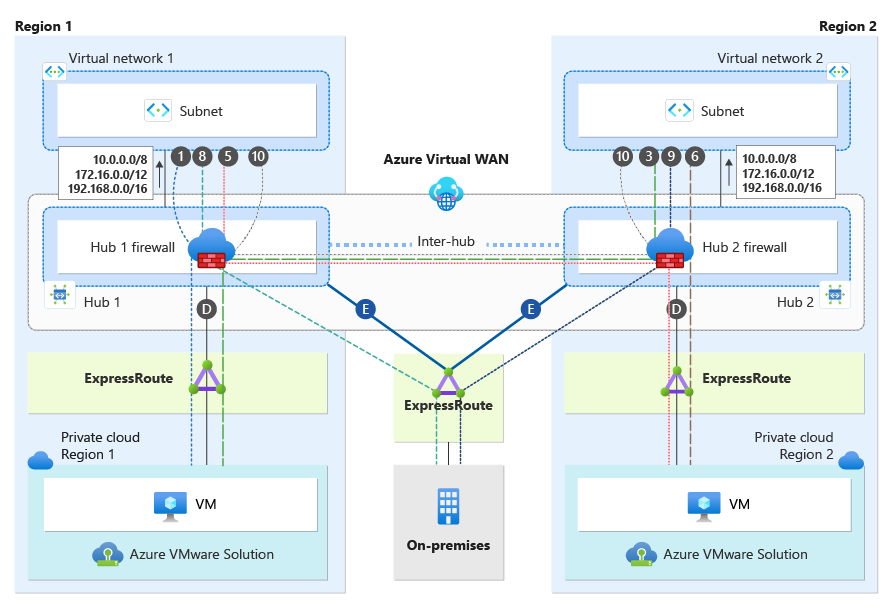 Region 1
Region 2
Virtual network 1
Virtual network 2
Subnet
Subnet
1
8
5
10
10
3
9
6
10.0.0.0/8
172.16.0.0/12
192.168.0.0/16
10.0.0.0/8
172.16.0.0/12
192.168.0.0/16
Azure Virtual WAN
Hub 1 firewall
Inter-hub
Hub 2 firewall
Hub 1
Hub 2
D
E
E
D
ExpressRoute
ExpressRoute
ExpressRoute
Private cloud
Region 1
Private cloud
Region 2
VM
VM
Azure VMware Solution
On-premises
Azure VMware Solution